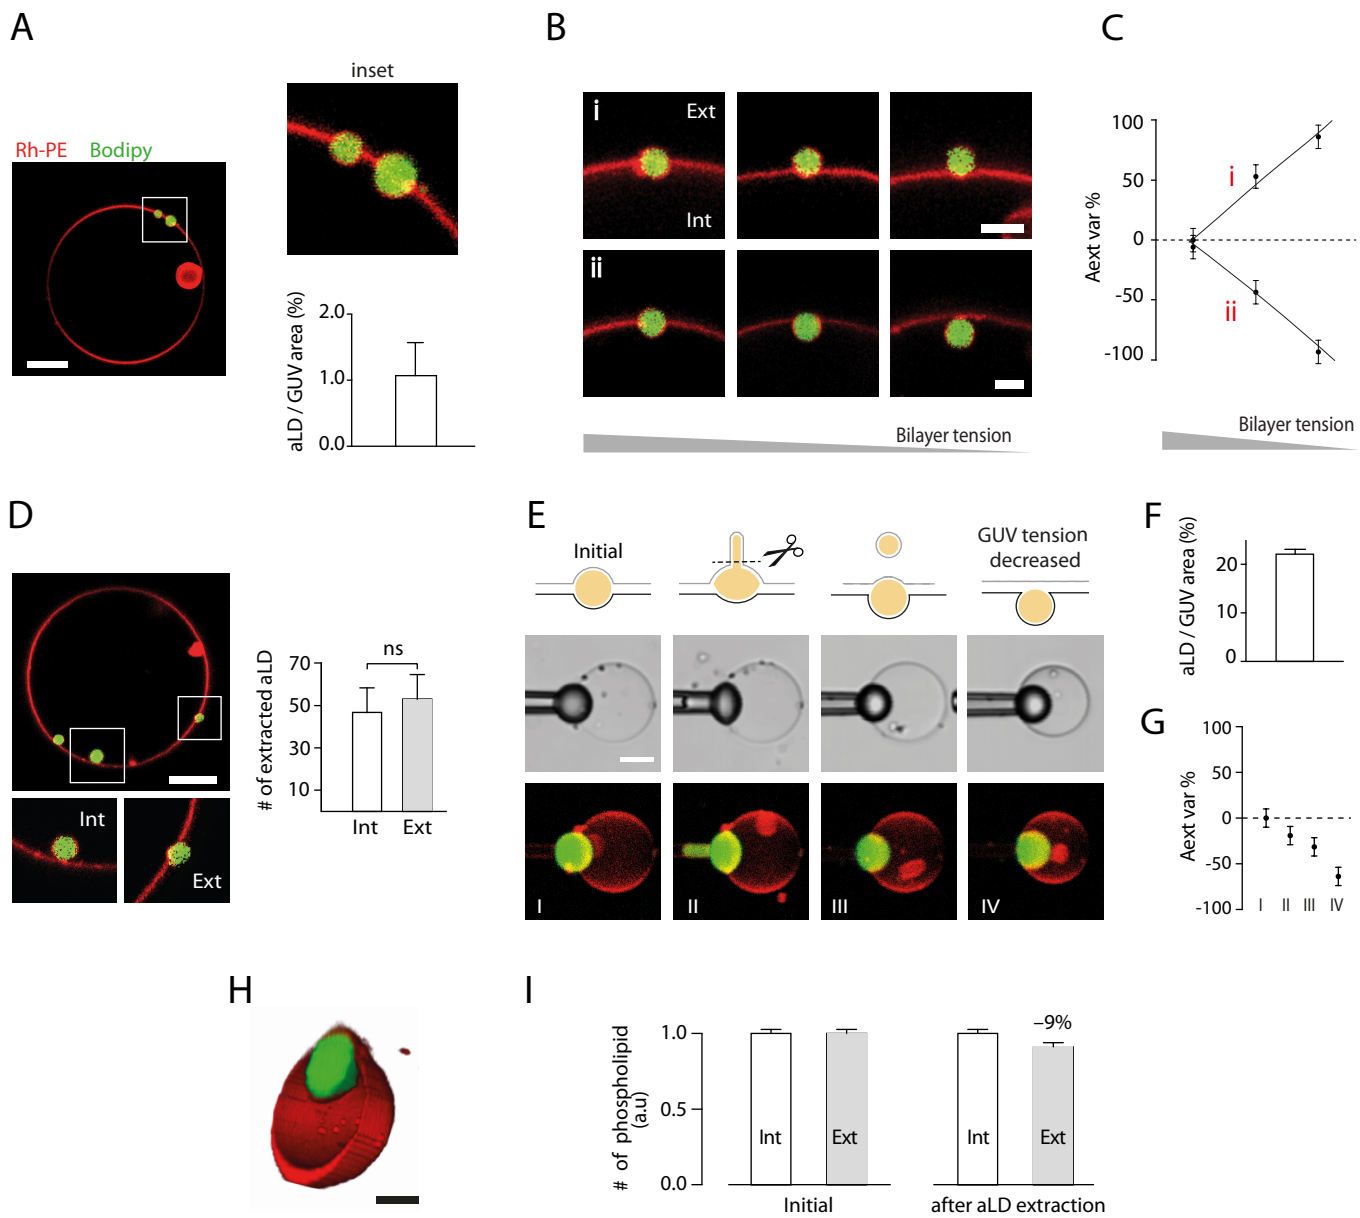 A
Rh-PE Bodipy
inset
aLD / GUV area (%)
2.0
1.0
0.0
B
i
Ext
Int
ii
Bilayer tension
C
Aext var %
100
50
0
-50
-100
i
ii
Bilayer tension
D
Int
Ext
# of extracted aLD
70
50
30
10
ns
Int Ext
E
Initial
GUV tension
decreased
I
II
III
IV
F
aLD / GUV area (%)
20
12
0
G
Aext var %
100
50
0
-50
-100
I II III IV
H
I
# of phospholipid
(a.u)
1.0
0.5
0.0
–9%
Int Ext Int Ext
Initial after aLD extraction